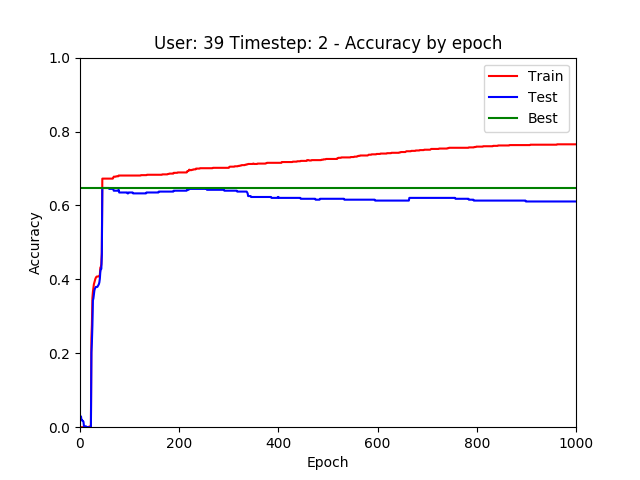 User: 39 Timestep: 2 - Accuracy by epoch
Train
Test
Best
1.0
0.8
0.6
0.4
0.2
0.0
Accuracy
0 200 400 600 800 1000
Epoch